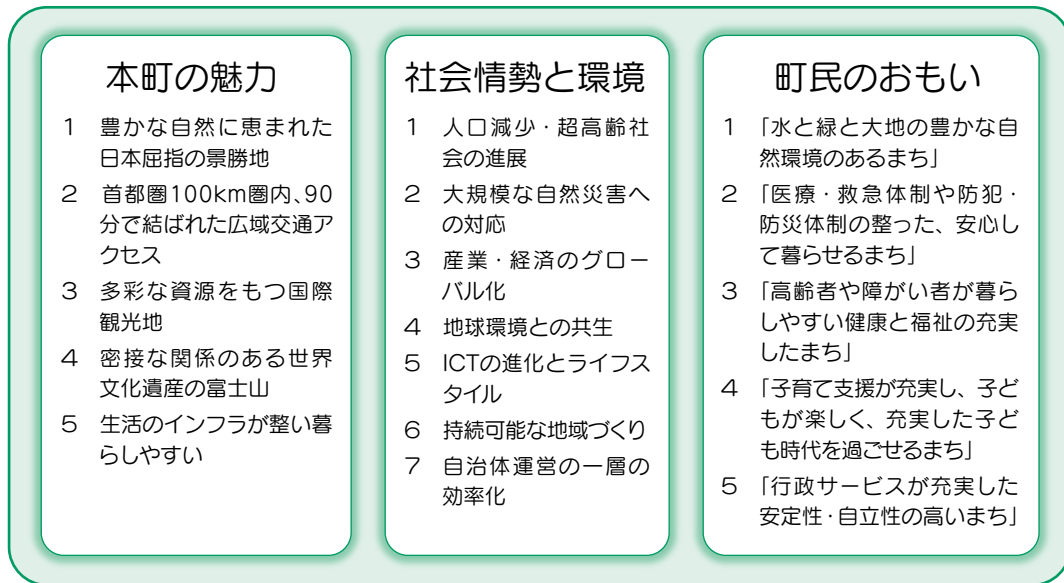 本町の魅力
1 豊かな自然に恵まれた
日本屈指の景勝地
2 首都圏100km圏内、90
分で結ばれた広域交通ア
クセス
3 多彩な資源をもつ国際
観光地
4 密接な関係のある世界
文化遺産の富士山
5 生活のインフラが整い暮
らしやすい
社会情勢と環境
1 人口減少・超高齢社
会の進展
2 大規模な自然災害へ
の対応
3 産業・経済のグロー
バル化
4 地球環境との共生
5 ICTの進化とライフス
タイル
6 持続可能な地域づくり
7 自治体運営の一層の
効率化
町民のおもい
1 「水と緑と大地の豊かな自
然環境のあるまち」
2 「医療・救急体制や防犯・
防災体制の整った、安心し
て暮らせるまち」
3 「高齢者や障がい者が暮ら
しやすい健康と福祉の充実
したまち」
4 「子育て支援が充実し、子ど
もが楽しく、充実した子ど
も時代を過ごせるまち」
5 「行政サービスが充実した
安定性・自立性の高いまち」